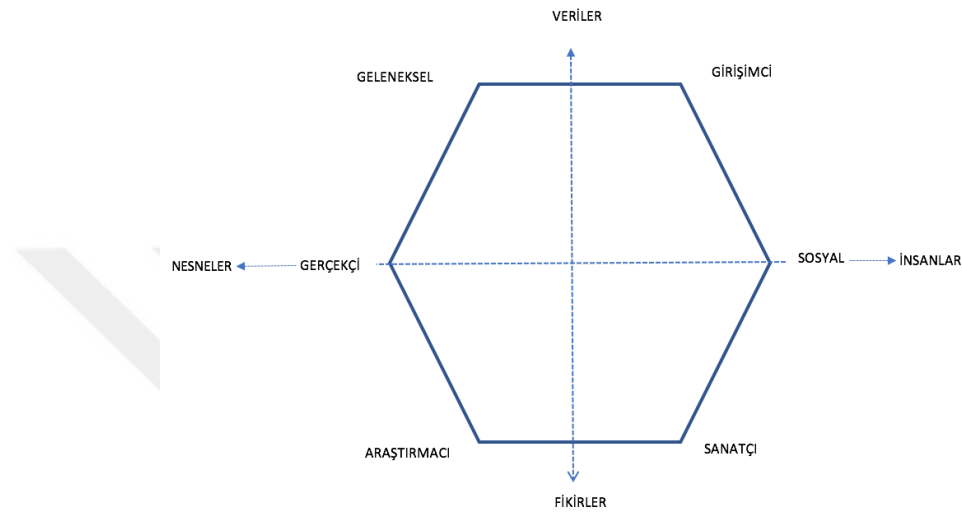 VERİLER
GELENEKSEL
GİRİŞİMCİ
NESNELER
GERÇEKÇİ
SOSYAL
İNSANLAR
ARAŞTIRMACI
SANATÇI
FİKİRLER